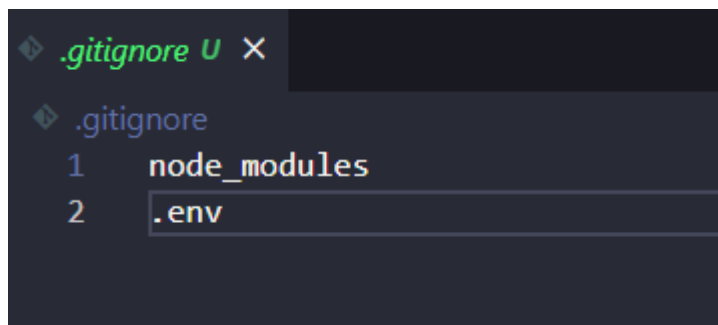 .gitignore U
.gitignore
1 node_modules
2 .env